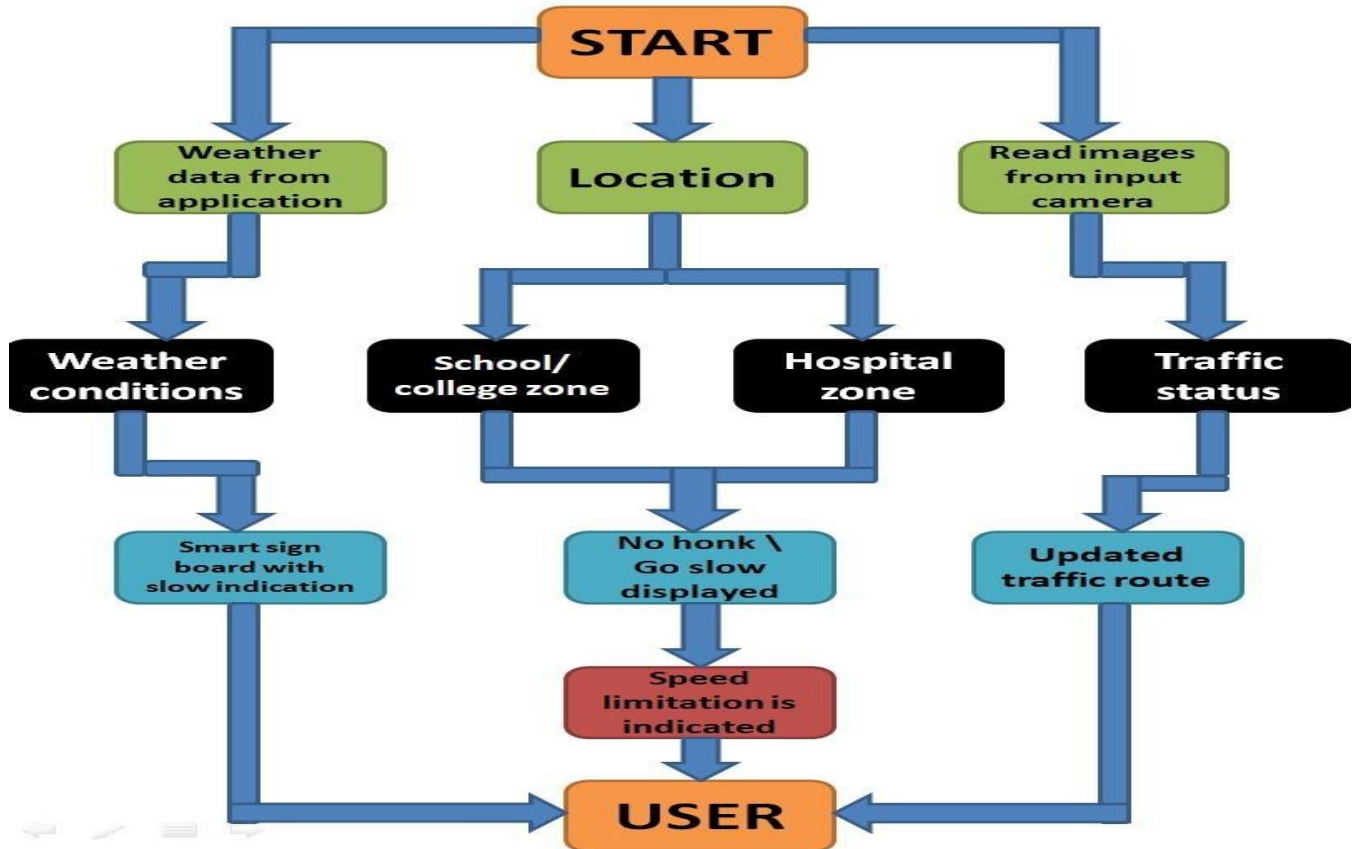 START
Weather
data from
application
Location
Read images
from input
camera
Weather
conditions
School/
college zone
Hospital
zone
Traffic
status
Smart sign
board with
slow indication
No honk \
Go slow
displayed
Updated
traffic route
Speed
limitation is
indicated
USER